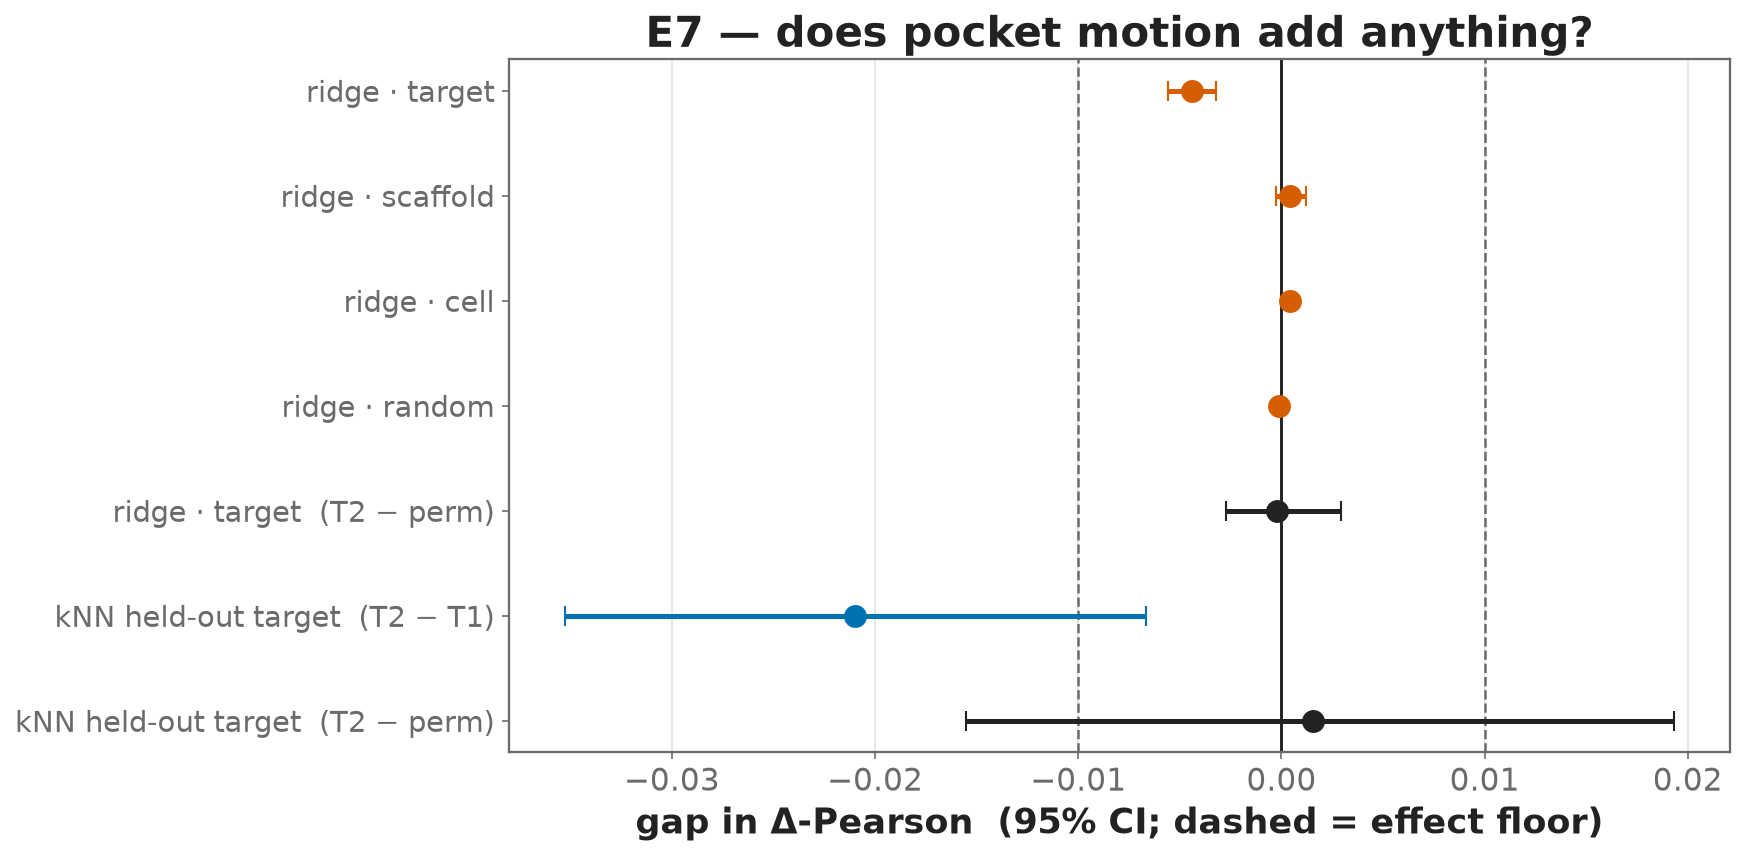 E7 — does pocket motion add anything?
ridge · target
ridge · scaffold
ridge · cell
ridge · random
ridge · target  (T2 − perm)
kNN held-out target  (T2 − T1)
kNN held-out target  (T2 − perm)
−0.03 −0.02 −0.01 0.00 0.01 0.02
gap in Δ-Pearson  (95% CI; dashed = effect floor)